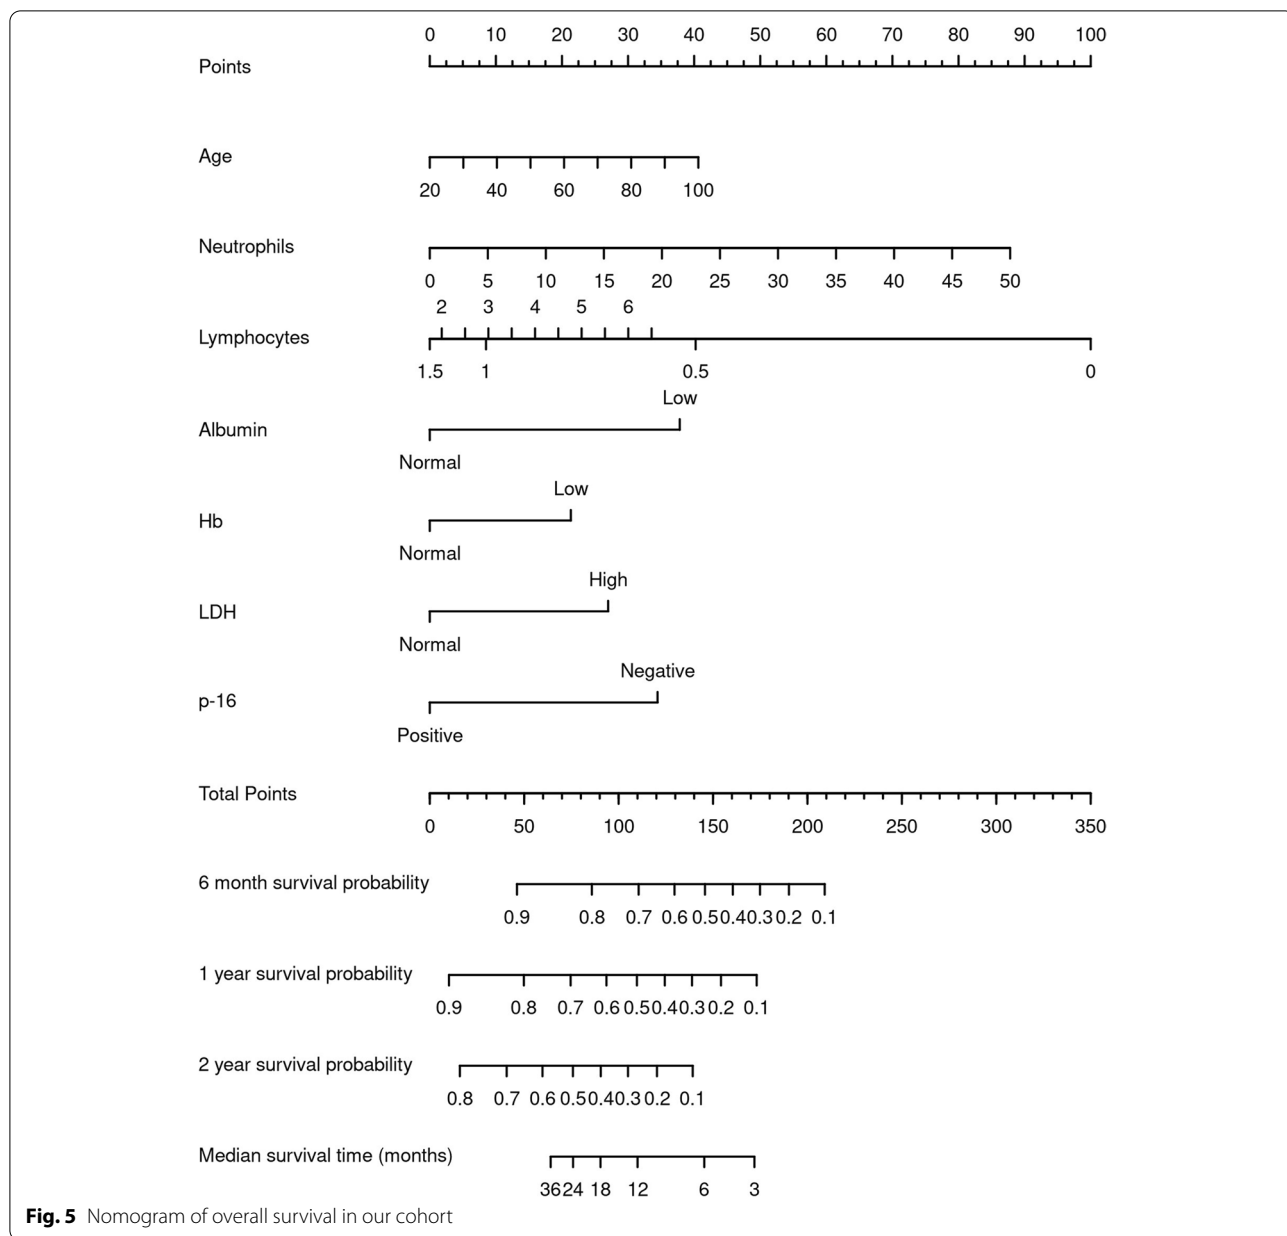 0 10 20 30 40 50 60 70 80 90 100
Points
Age
20 40 60 80 100
Neutrophils
0 5 10 15 20 25 30 35 40 45 50
2 3 4 5 6
Lymphocytes
1.5 1 0.5 0
Low
Albumin
Normal
Low
Hb
Normal
High
LDH
Normal
Negative
p-16
Positive
Total Points
0 50 100 150 200 250 300 350
6 month survival probability
0.9 0.8 0.7 0.6 0.5 0.4 0.3 0.2 0.1
1 year survival probability
0.9 0.8 0.7 0.6 0.5 0.4 0.3 0.2 0.1
2 year survival probability
0.8 0.7 0.6 0.5 0.4 0.3 0.2 0.1
Median survival time (months)
36 24 18 12 6 3
Fig. 5 Nomogram of overall survival in our cohort